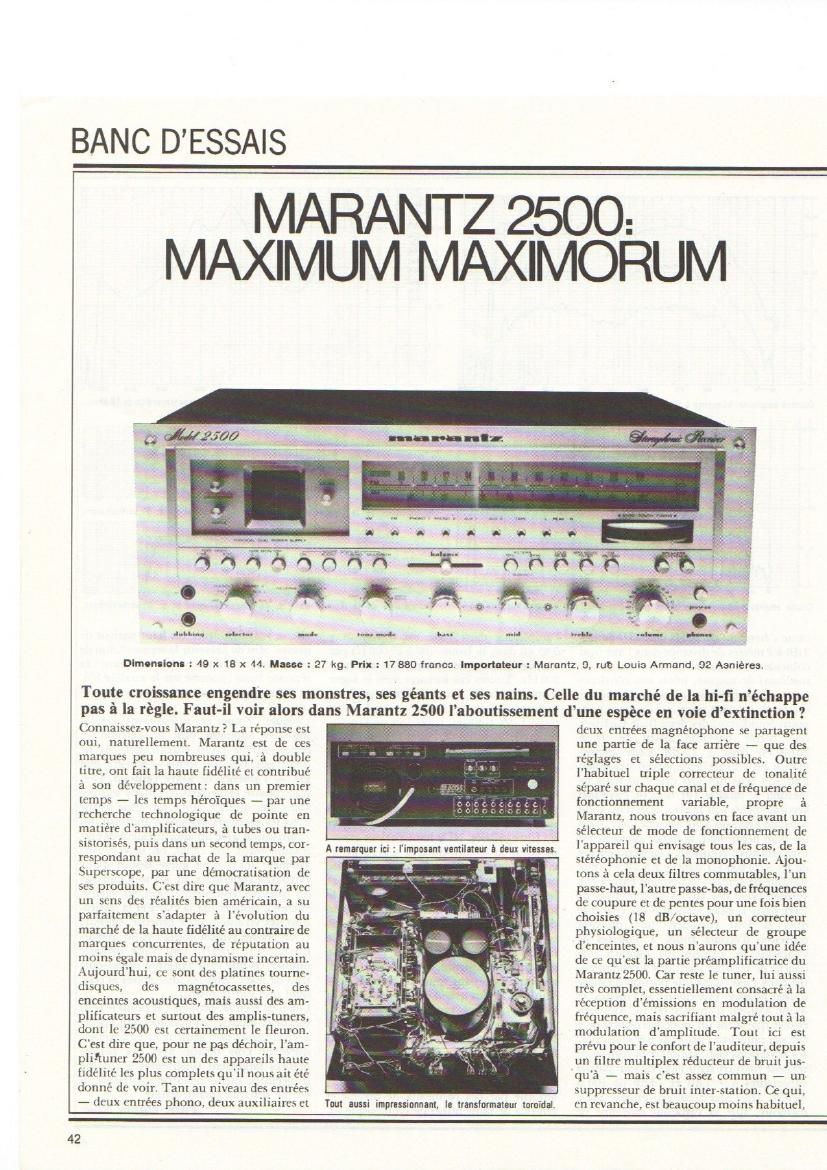 BANC D'ESSAIS
MARANTZ 2500:
MAXIMUM MAXIMORUM
Model 2500
marantz
Stereophonic Receiver
balance
dubbing selector mode tone mode bass mid treble volume phones
power
Dimensions : 49 x 18 x 44. Masse : 27 kg. Prix : 17 880 francs. Importateur : Marantz, 9, rue Louis Armand, 92 Asnières.
Toute croissance engendre ses monstres, ses géants et ses nains. Celle du marché de la hi-fi n'échappe
pas à la règle. Faut-il voir alors dans Marantz 2500 l'aboutissement d'une espèce en voie d'extinction ?
Connaissez-vous Marantz ? La réponse est
oui, naturellement. Marantz est de ces
marques peu nombreuses qui, à double
titre, ont fait la haute fidélité et contribué
à son développement : dans un premier
temps — les temps héroïques — par une
recherche technologique de pointe en
matière d'amplificateurs, à tubes ou tran-
sistorisés, puis dans un second temps, cor-
respondant au rachat de la marque par
Superscope, par une démocratisation de
ses produits. C'est dire que Marantz, avec
un sens des réalités bien américain, a su
parfaitement s'adapter à l'évolution du
marché de la haute fidélité au contraire de
marques concurrentes, de réputation au
moins égale mais de dynamisme incertain.
Aujourd'hui, ce sont des platines tourne-
disques, des magnétocassettes, des
enceintes acoustiques, mais aussi des am-
plificateurs et surtout des amplis-tuners,
dont le 2500 est certainement le fleuron.
C'est dire que, pour ne pas déchoir, l'am-
pli-tuner 2500 est un des appareils haute
fidélité les plus complets qu'il nous ait été
donné de voir. Tant au niveau des entrées
— deux entrées phono, deux auxiliaires et
A remarquer ici : l'imposant ventilateur à deux vitesses.
Tout aussi impressionnant, le transformateur toroïdal.
deux entrées magnétophone se partagent
une partie de la face arrière — que des
réglages et sélections possibles. Outre
l'habituel triple correcteur de tonalité
séparé sur chaque canal et de fréquence de
fonctionnement variable, propre à
Marantz, nous trouvons en face avant un
sélecteur de mode de fonctionnement de
l'appareil qui envisage tous les cas, de la
stéréophonie et de la monophonie. Ajou-
tons à cela deux filtres commutables, l'un
passe-haut, l'autre passe-bas, de fréquences
de coupure et de pentes pour une fois bien
choisies (18 dB/octave), un correcteur
physiologique, un sélecteur de groupe
d'enceintes, et nous n'aurons qu'une idée
de ce qu'est la partie préamplificatrice du
Marantz 2500. Car reste le tuner, lui aussi
très complet, essentiellement consacré à la
réception d'émissions en modulation de
fréquence, mais sacrifiant malgré tout à la
modulation d'amplitude. Tout ici est
prévu pour le confort de l'auditeur, depuis
un filtre multiplex réducteur de bruit jus-
qu'à — mais c'est assez commun — un
suppresseur de bruit inter-station. Ce qui,
en revanche, est beaucoup moins habituel,
42